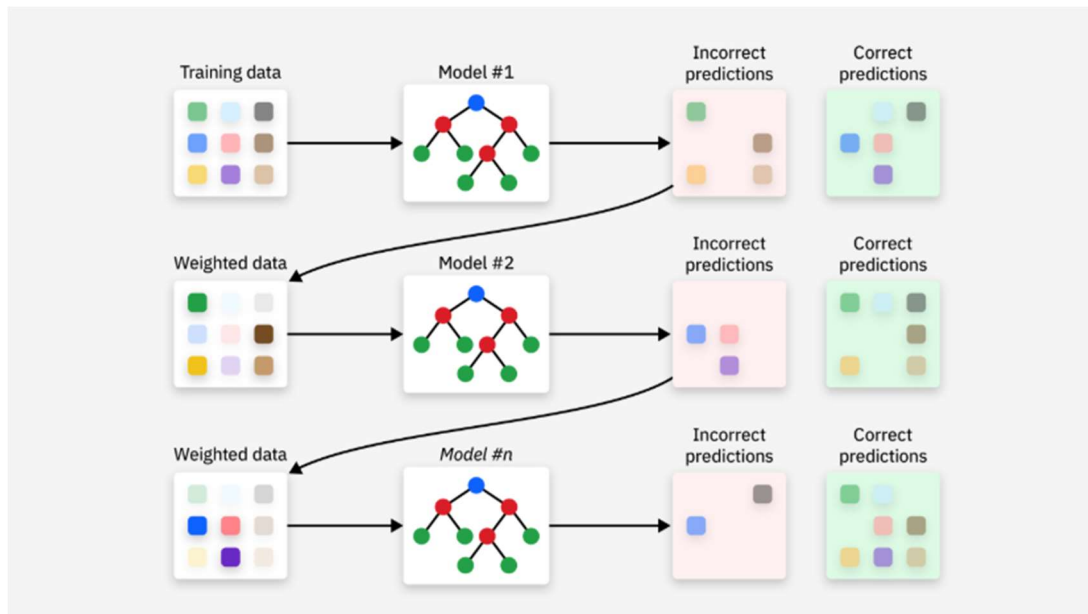 Training data
Model #1
Incorrect
predictions
Correct
predictions
Weighted data
Model #2
Incorrect
predictions
Correct
predictions
Weighted data
Model #n
Incorrect
predictions
Correct
predictions